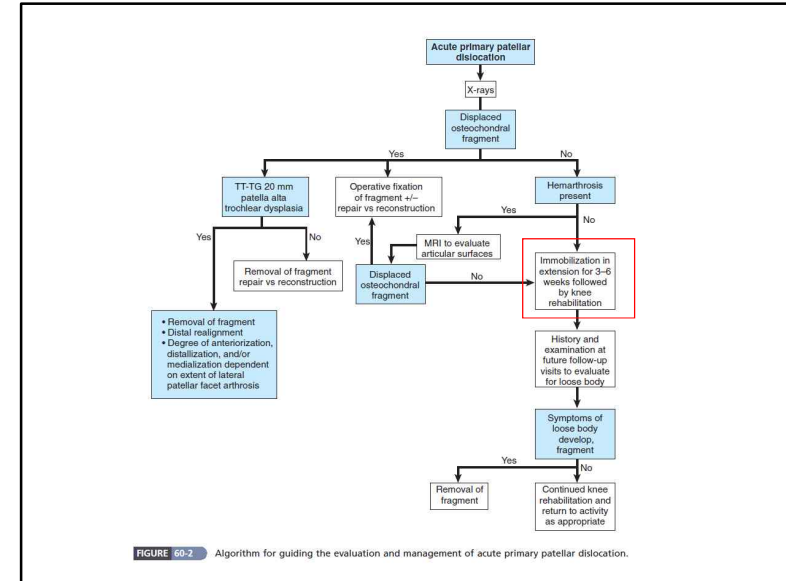 Acute primary patellar
dislocation
X-rays
Displaced
osteochondral
fragment
Yes
No
TT-TG 20 mm
patella alta
trochlear dysplasia
Operative fixation
of fragment +/–
repair vs reconstruction
Hemarthrosis
present
Yes
No
Yes
No
Yes
MRI to evaluate
articular surfaces
Removal of fragment
repair vs reconstruction
Displaced
osteochondral
fragment
No
Immobilization in
extension for 3–6
weeks followed
by knee
rehabilitation
• Removal of fragment
• Distal realignment
• Degree of anteriorization,
distallization, and/or
medialization dependent
on extent of lateral
patellar facet arthrosis
History and
examination at
future follow-up
visits to evaluate
for loose body
Symptoms of
loose body
develop,
fragment
Yes
No
Removal of
fragment
Continued knee
rehabilitation and
return to activity
as appropriate
FIGURE 60-2 Algorithm for guiding the evaluation and management of acute primary patellar dislocation.